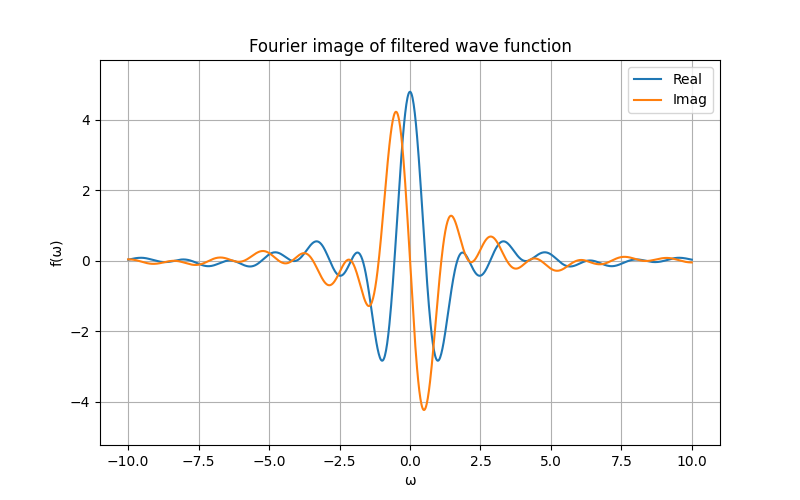 Fourier image of filtered wave function
Real
Imag
f(ω)
4
2
0
−2
−4
−10.0 −7.5 −5.0 −2.5 0.0 2.5 5.0 7.5 10.0
ω